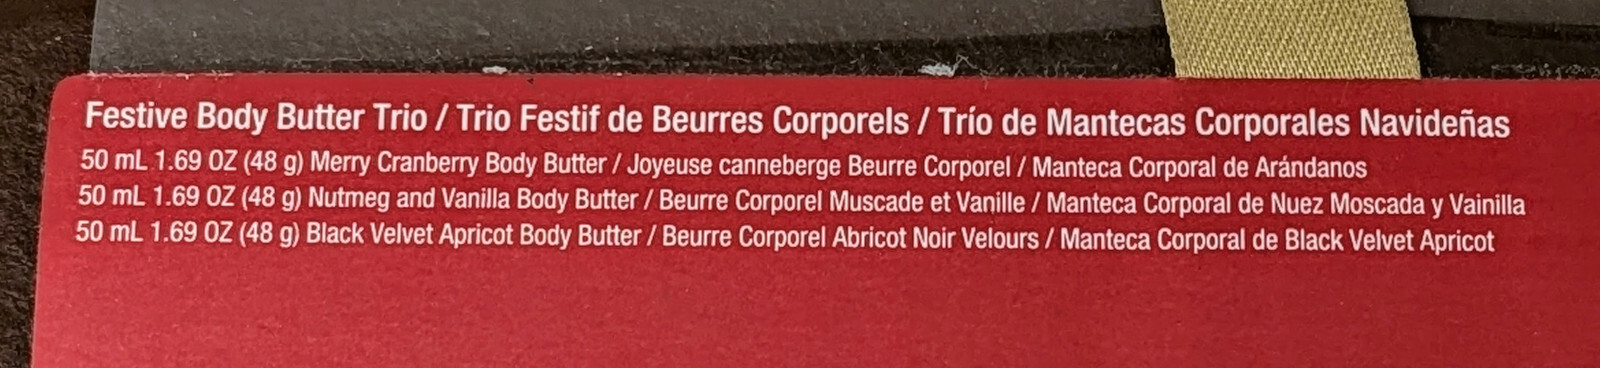 Festive Body Butter Trio / Trio Festif de Beurres Corporels / Trío de Mantecas Corporales Navideñas
50 mL 1.69 OZ (48 g) Merry Cranberry Body Butter / Joyeuse canneberge Beurre Corporel / Manteca Corporal de Arándanos
50 mL 1.69 OZ (48 g) Nutmeg and Vanilla Body Butter / Beurre Corporel Muscade et Vanille / Manteca Corporal de Nuez Moscada y Vainilla
50 mL 1.69 OZ (48 g) Black Velvet Apricot Body Butter / Beurre Corporel Abricot Noir Velours / Manteca Corporal de Black Velvet Apricot